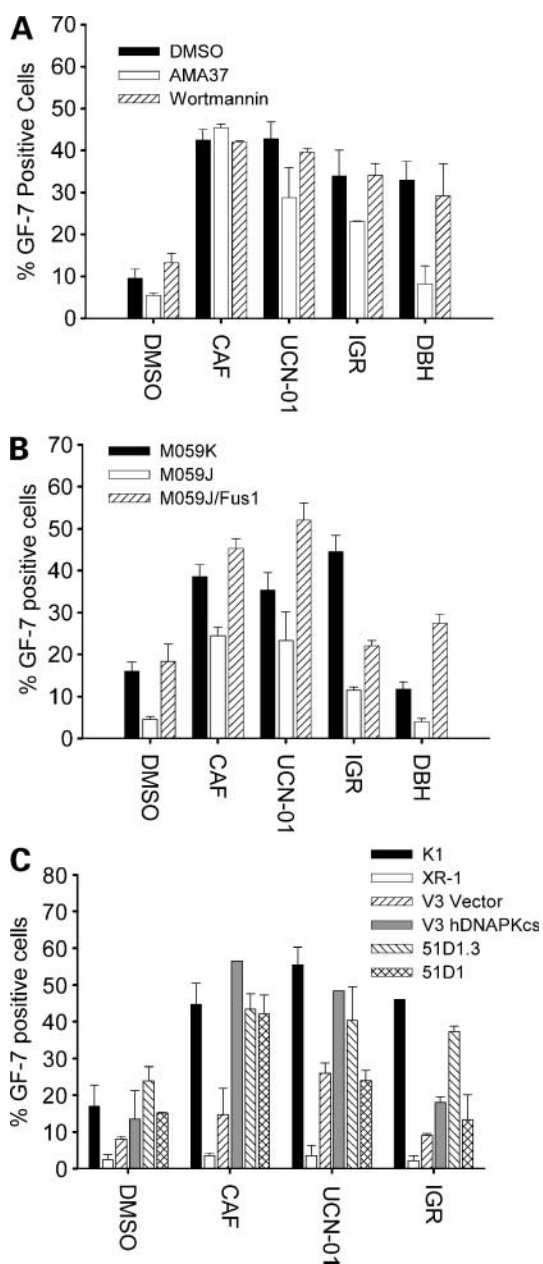 A
70
60
50
40
30
20
10
0
% GF-7 Positive Cells
DMSO
AMA37
Wortmannin
DMSO
CAF
UCN-01
IGR
DBH
B
70
60
50
40
30
20
10
0
% GF-7 positive cells
M059K
M059J
M059J/Fus1
DMSO
CAF
UCN-01
IGR
DBH
C
80
70
60
50
40
30
20
10
0
% GF-7 positive cells
K1
XR-1
V3 Vector
V3 hDNAPKcs
51D1.3
51D1
DMSO
CAF
UCN-01
IGR